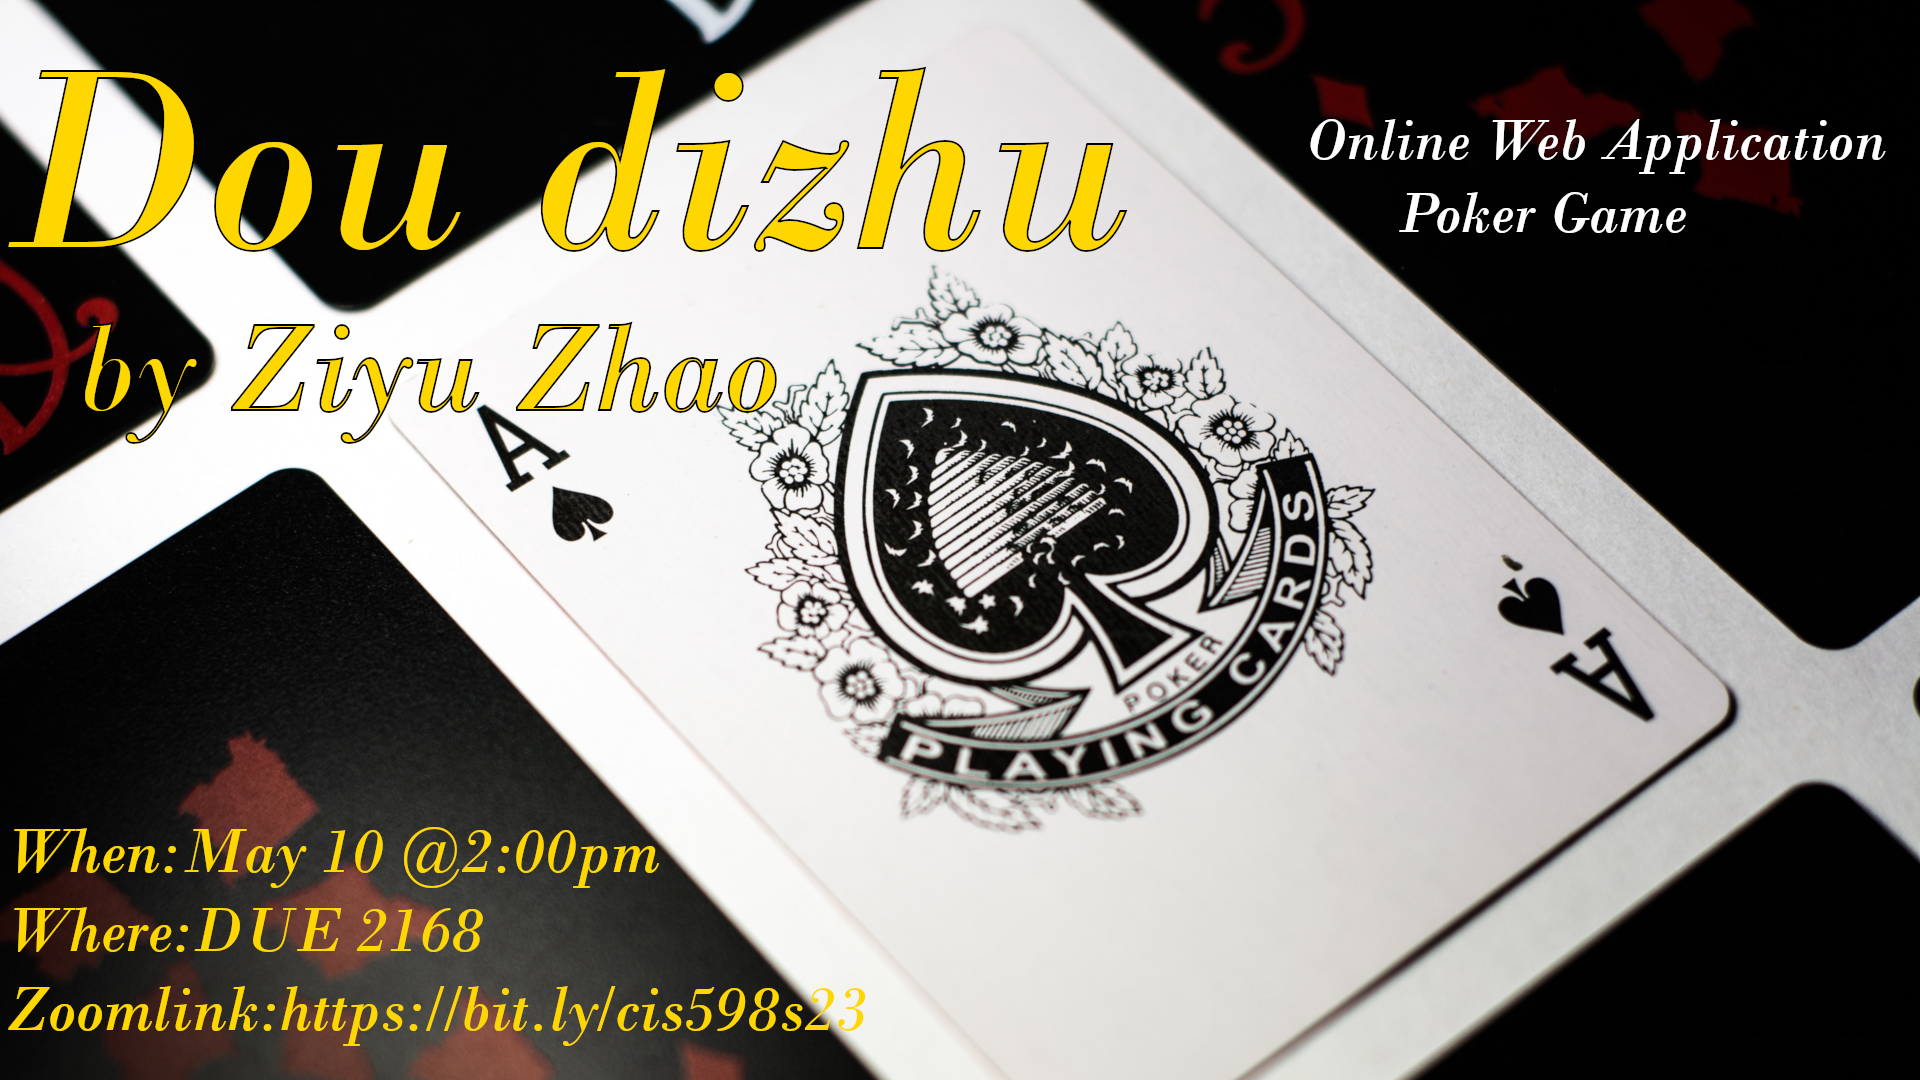 Dou dizhu
by Ziyu Zhao
Online Web Application
Poker Game
A
POKER
PLAYING CARDS
A
When:May 10 @2:00pm
Where:DUE 2168
Zoomlink:https://bit.ly/cis598s23